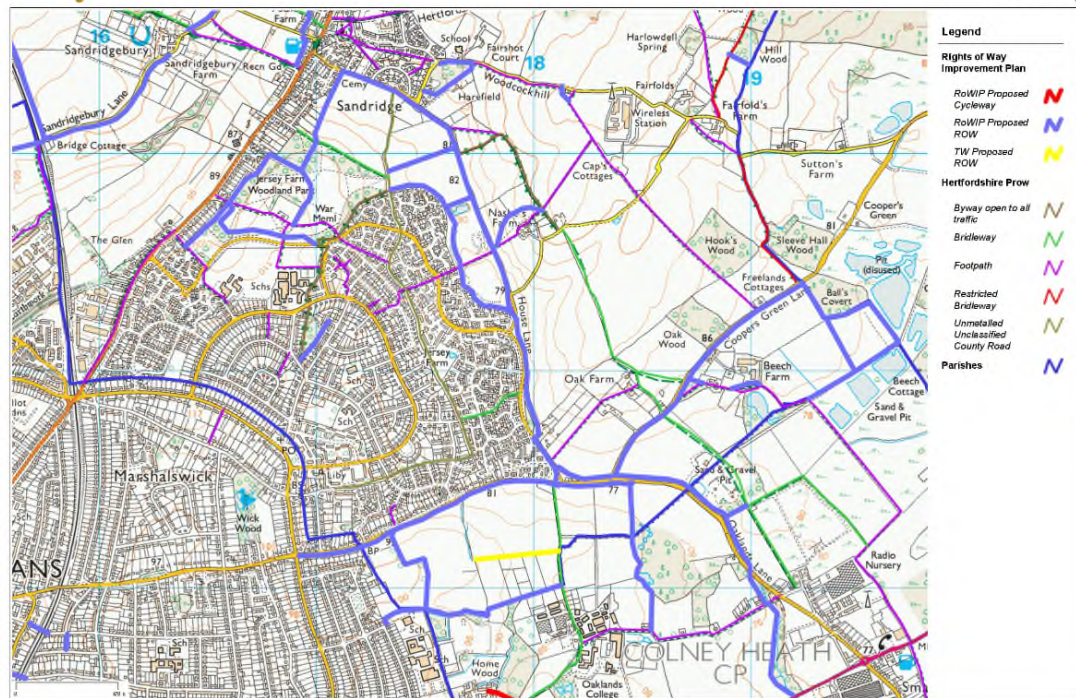 Hertfords
16
Sandridgebury
Sandridgebury Farm
Recn Gd
School
Fairshot Court
18
Harlowdell Spring
Hill Wood
19
Cemy
Sandridge
Woodcockhill
Harefield
Fairfolds
Wireless Station
Fairfold's Farm
Sandridgebury Lane
Bridge Cottage
87
89
Cap's Cottages
Sutton's Farm
Jersey Farm Woodland Park
82
War Meml
Nash's Farm
Cooper's Green
81
The Glen
Hook's Wood
Sleeve Hall Wood
Pit (disused)
Schs
79
Freelands Cottages
Ball's Covert
House Lane
Oak Wood
86
Coopers Green Lane
Jersey Farm
Sch
Beech Farm
Oak Farm
Beech Cottage
Sand & Gravel Pit
78
PO
Marshalswick
Liby
81
77
Sand & Gravel Pit
Wick Wood
BP
Oaklands Lane
ANS
97
Radio Nursery
Sch
Sch
Home Wood
Oaklands College
COLNEY HEATH
CP
Legend
Rights of Way
Improvement Plan
RoWIP Proposed
Cycleway
RoWIP Proposed
ROW
TW Proposed
ROW
Hertfordshire Prow
Byway open to all
traffic
Bridleway
Footpath
Restricted
Bridleway
Unmetalled
Unclassified
County Road
Parishes